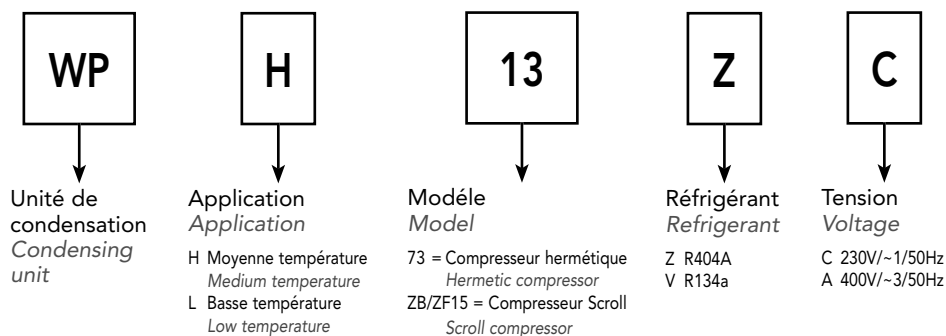 WP
H
13
Z
C
Unité de
condensation
Condensing
unit
Application
Application
H Moyenne température
Medium temperature
L Basse température
Low temperature
Modéle
Model
73 = Compresseur hermétique
Hermetic compressor
ZB/ZF15 = Compresseur Scroll
Scroll compressor
Réfrigérant
Refrigerant
Z R404A
V R134a
Tension
Voltage
C 230V/~1/50Hz
A 400V/~3/50Hz